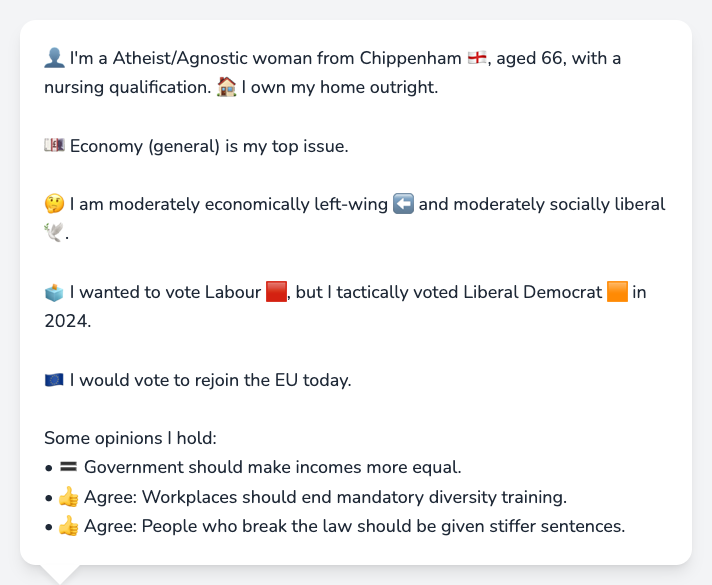 👤 I'm a Atheist/Agnostic woman from Chippenham 🏴󠁧󠁢󠁥󠁮󠁧󠁿, aged 66, with a
nursing qualification. 🏠 I own my home outright.
💷 Economy (general) is my top issue.
🤔 I am moderately economically left-wing ⬅️ and moderately socially liberal
🕊️.
🗳️ I wanted to vote Labour 🟥, but I tactically voted Liberal Democrat 🟧 in
2024.
🇪🇺 I would vote to rejoin the EU today.
Some opinions I hold:
• 🟰 Government should make incomes more equal.
• 👍 Agree: Workplaces should end mandatory diversity training.
• 👍 Agree: People who break the law should be given stiffer sentences.